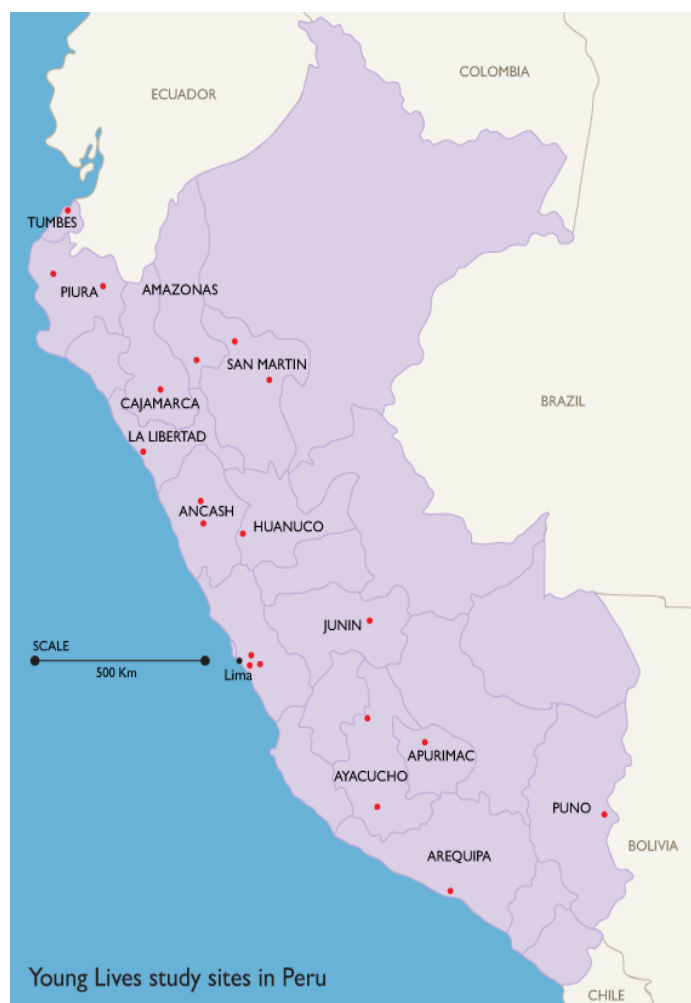 COLOMBIA
ECUADOR
TUMBES
PIURA
AMAZONAS
SAN MARTIN
CAJAMARCA
BRAZIL
LA LIBERTAD
ANCASH
HUANUCO
JUNIN
SCALE
500 Km
Lima
APURIMAC
AYACUCHO
PUNO
BOLIVIA
AREQUIPA
Young Lives study sites in Peru
CHILE